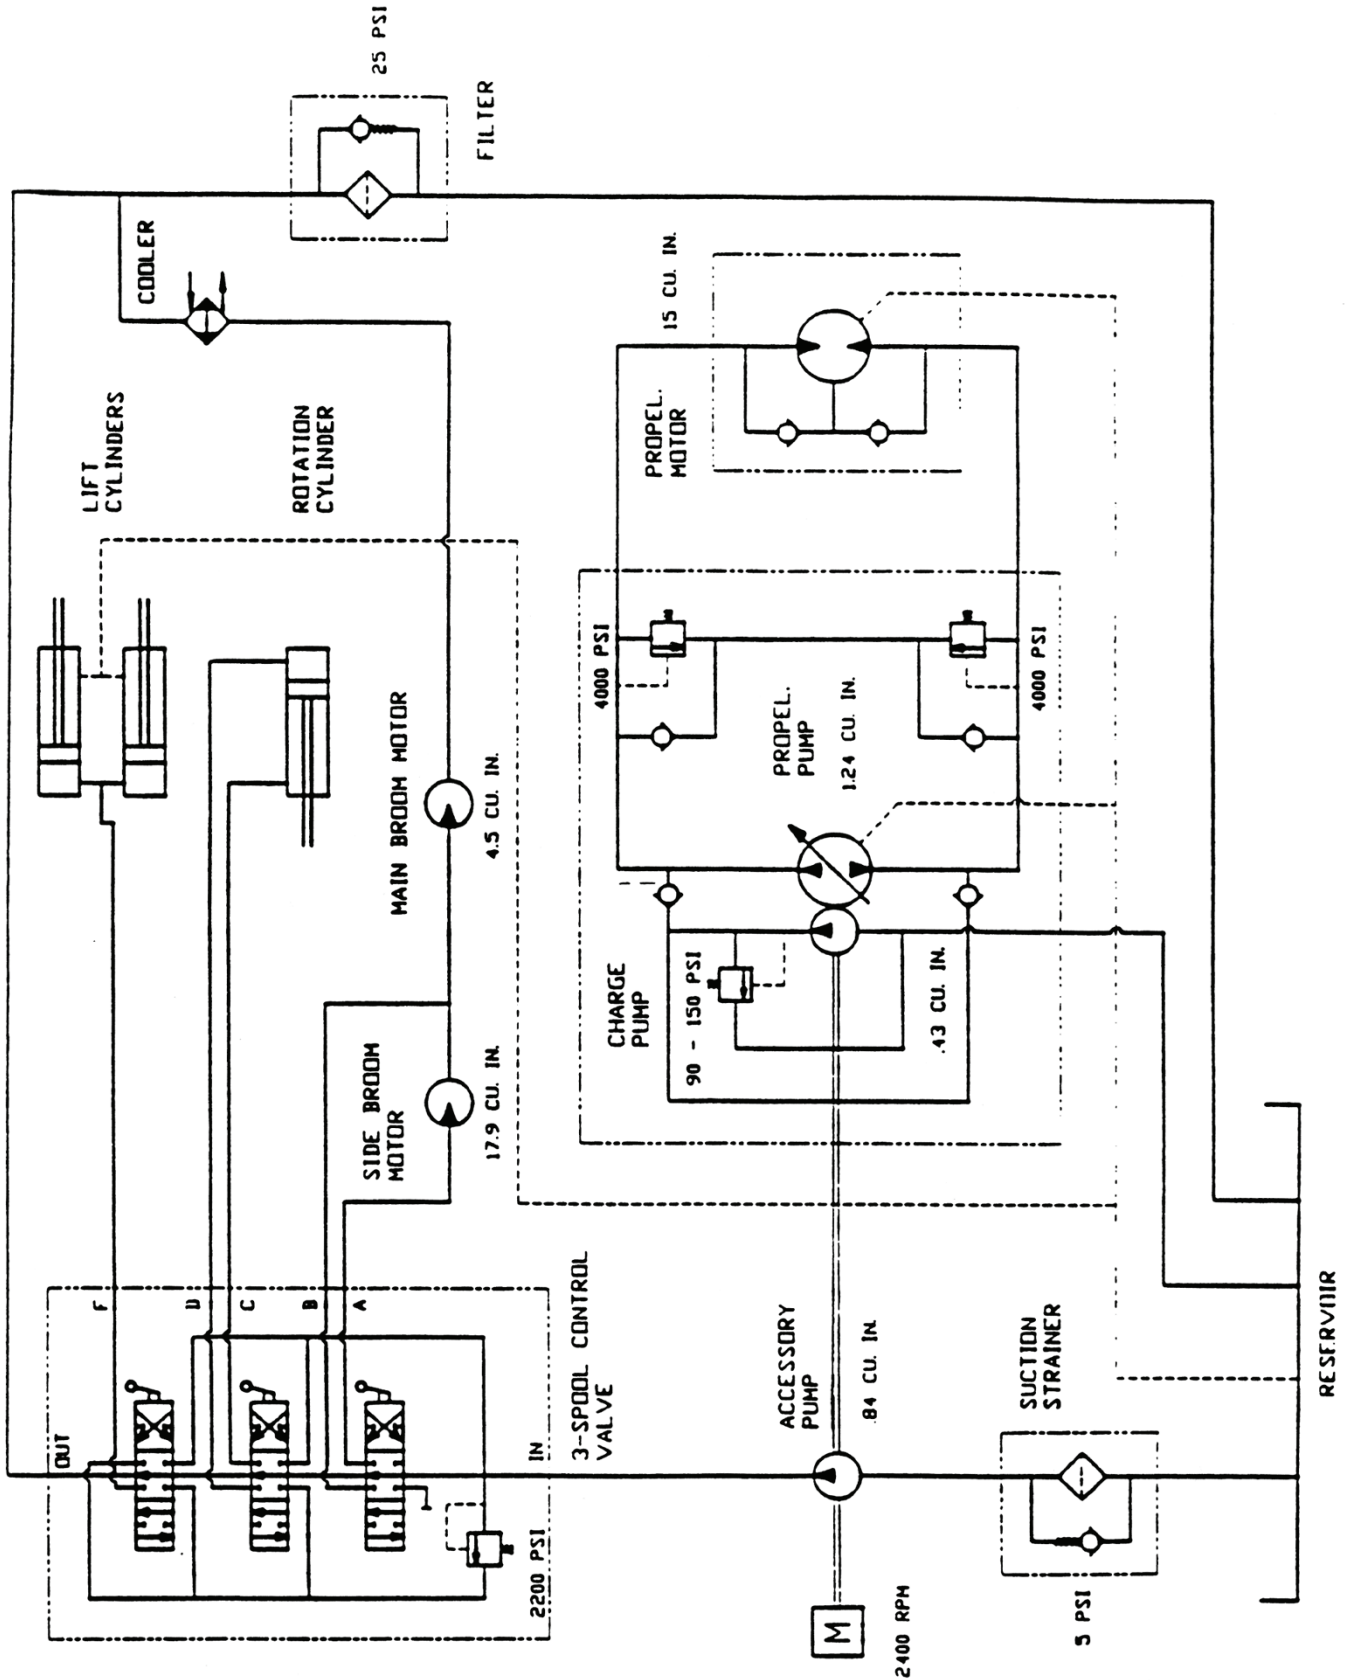 25 PSI
FILTER
COOLER
LIFT
CYLINDERS
ROTATION
CYLINDER
15 CU. IN.
PROPEL.
MOTOR
MAIN BROOM MOTOR
4.5 CU. IN.
4000 PSI
4000 PSI
PROPEL.
PUMP
1.24 CU. IN.
SIDE BROOM
MOTOR
17.9 CU. IN.
CHARGE
PUMP
90 - 150 PSI
.43 CU. IN.
F
D
C
B
A
OUT
IN
3-SPOOL CONTROL
VALVE
2200 PSI
ACCESSORY
PUMP
.84 CU. IN.
SUCTION
STRAINER
RESERVOIR
M
2400 RPM
5 PSI